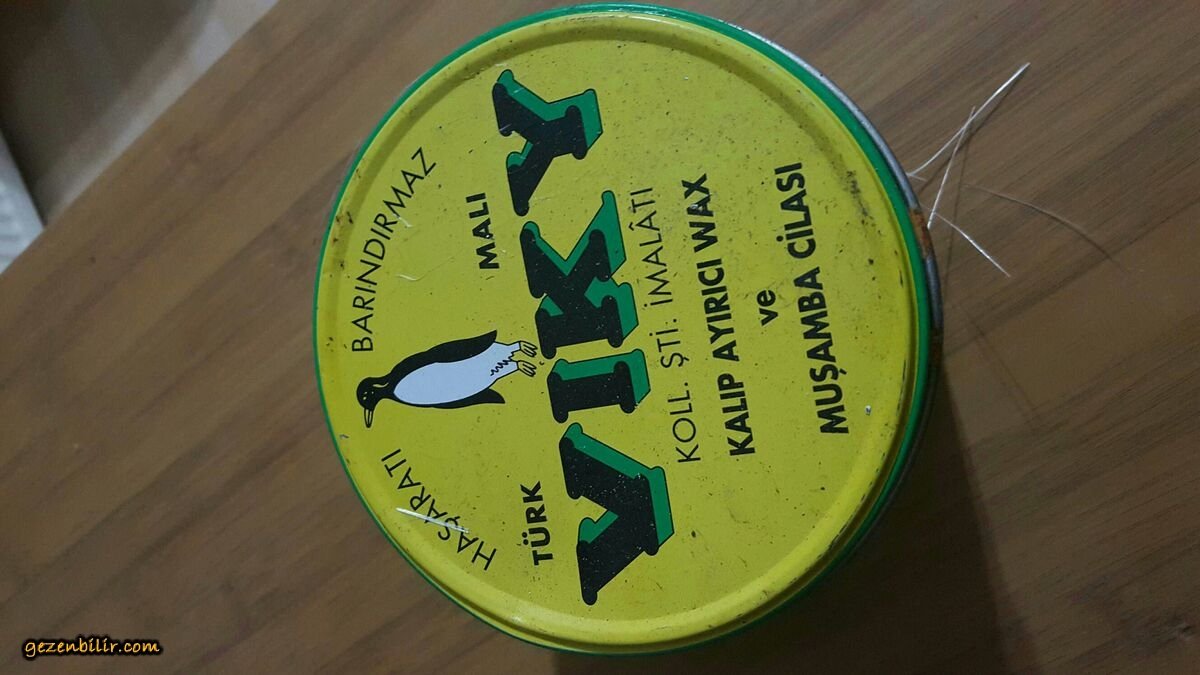 HAŞARATI BARINDIRMAZ
TÜRK MALI
VIKY
KOLL. ŞTİ. İMALÂTI
KALIP AYIRICI WAX
ve
MUŞAMBA CİLASI
gezenbilir.com